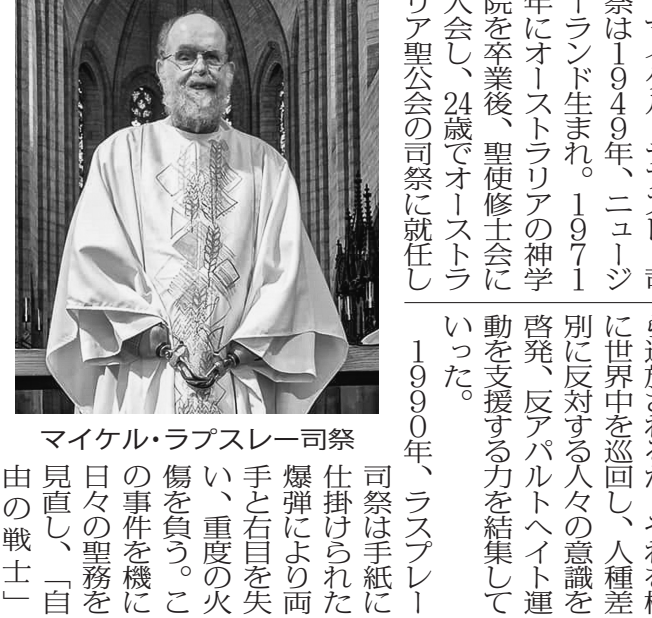 祭は1949年、ニュージ
ーランド生まれ。1971
年にオーストラリアの神学
院を卒業後、聖使修士会に
入会し、24歳でオーストラ
リア聖公会の司祭に就任し
に世界中を巡回し、人種差
別に反対する人々の意識を
啓発、反アパルトヘイト運
動を支援する力を結集して
いった。
1990年、ラスプレー
司祭は手紙に
仕掛けられた
爆弾により両
手と右目を失
い、重度の火
傷を負う。こ
の事件を機に
日々の聖務を
見直し、「自
由の戦士」
マイケル・ラプスレー司祭